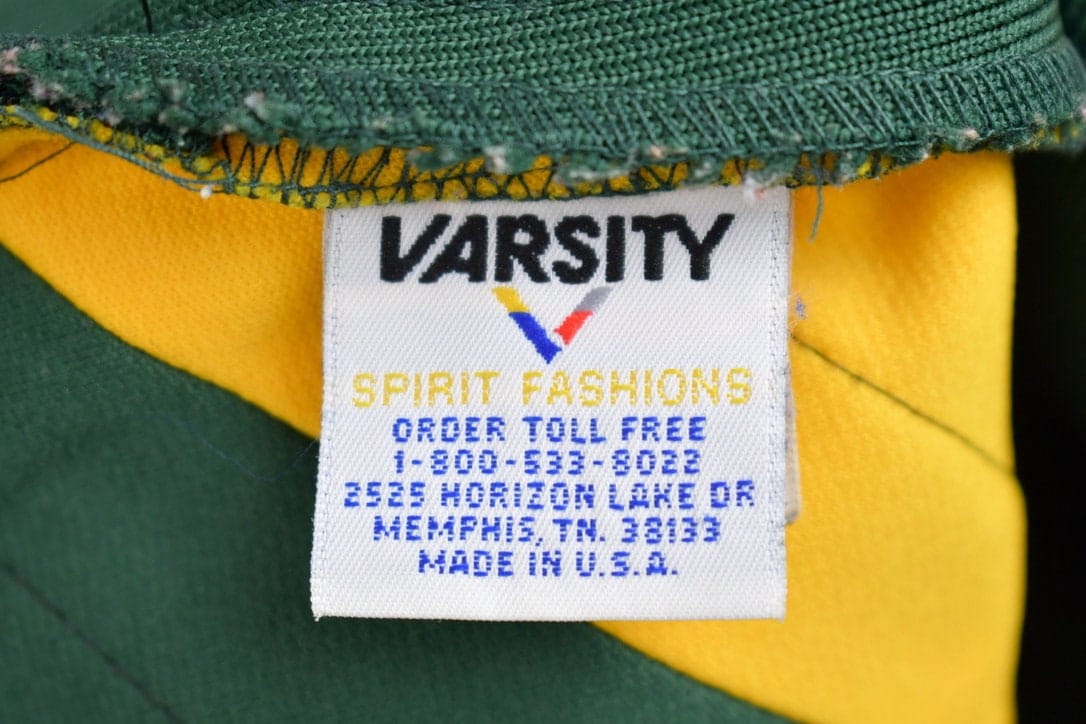 VARSITY
SPIRIT FASHIONS
ORDER TOLL FREE
1-800-533-8022
2525 HORIZON LAKE DR
MEMPHIS, TN. 38133
MADE IN U.S.A.